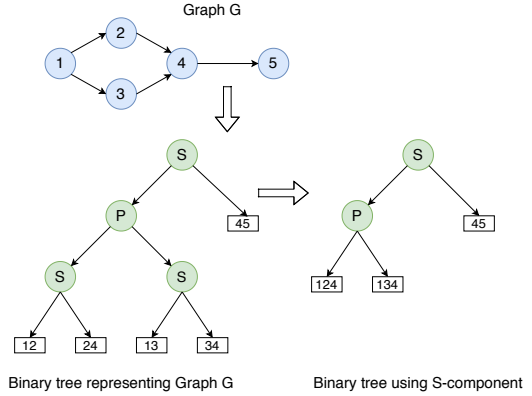 Graph G
2
1
4
5
3
S
S
P
45
P
45
S
S
124
134
12
24
13
34
Binary tree representing Graph G
Binary tree using S-component